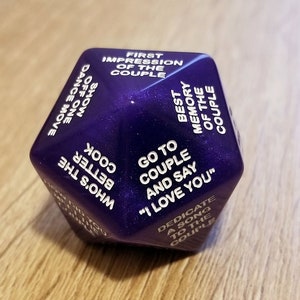 FIRST
IMPRESSION
OF THE
COUPLE
SHOW
OFF ON
DANCE MOVE
BEST
MEMORY
OF THE
COUPLE
WHO'S THE
BETTER
COOK
GO TO
COUPLE
AND SAY
"I LOVE YOU"
DEDICATE
A SONG
TO THE
COUPLE